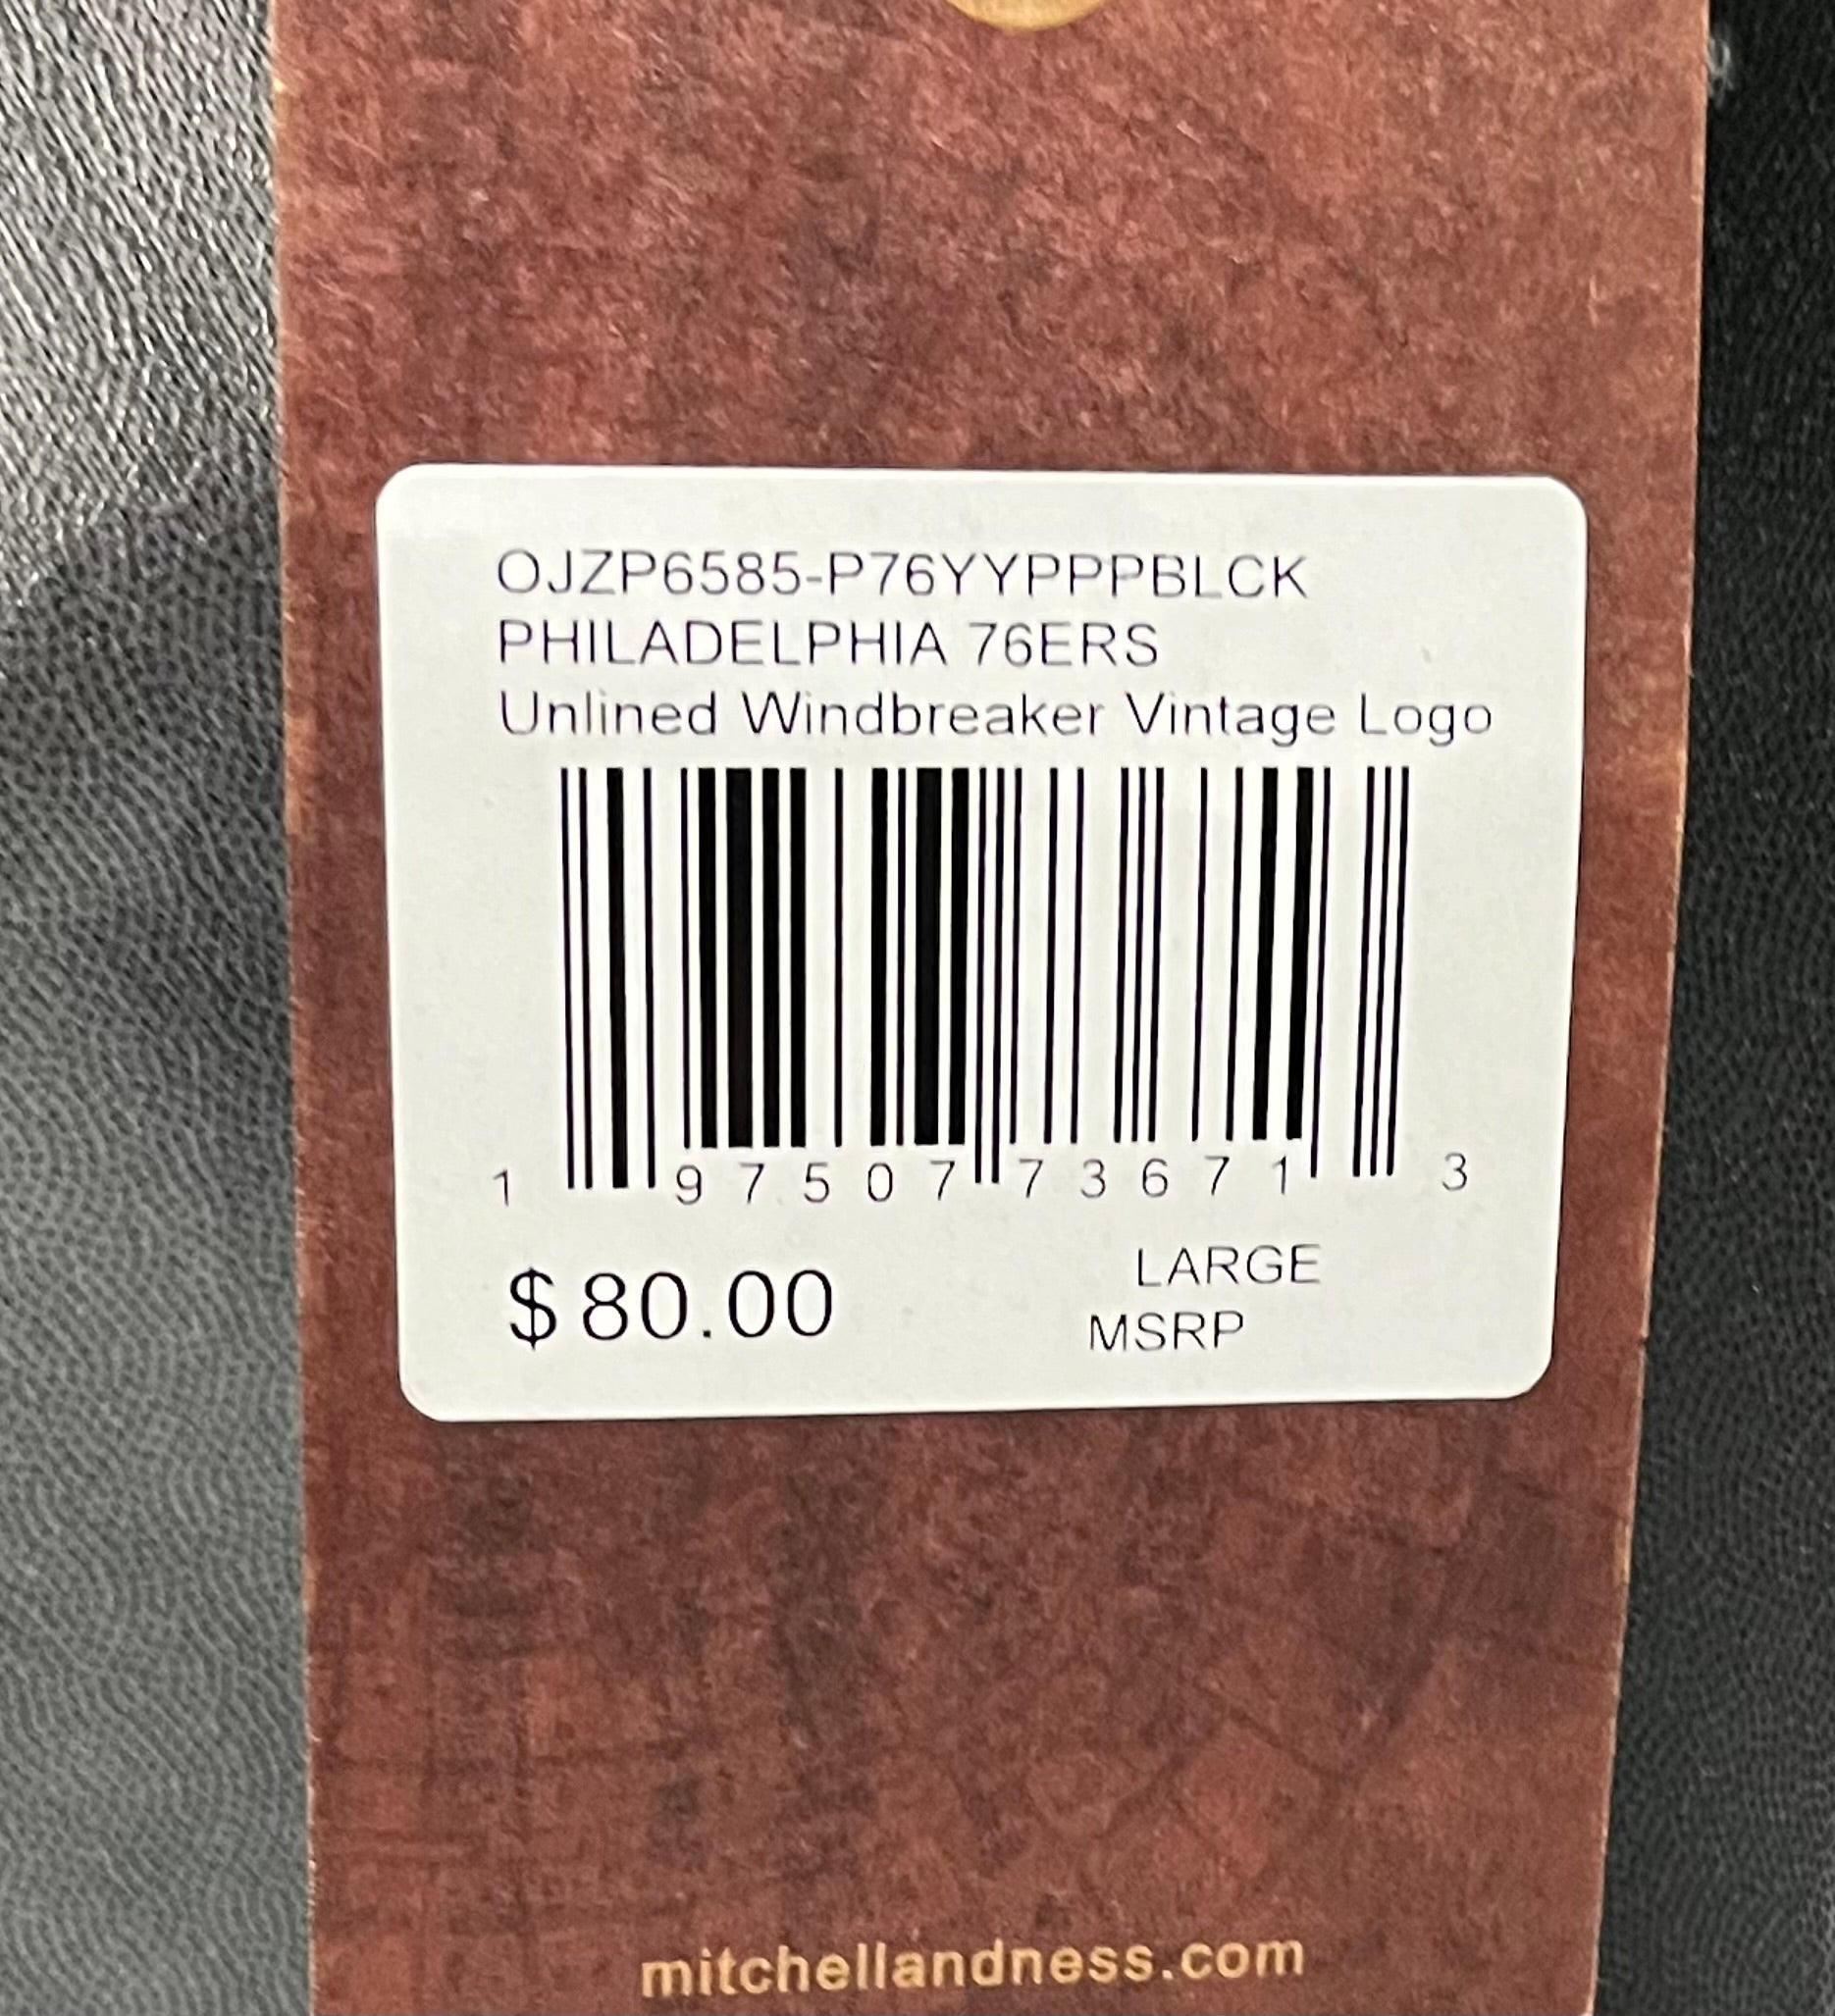 OJZP6585-P76YYPPPBLCK
PHILADELPHIA 76ERS
Unlined Windbreaker Vintage Logo
1 97507 73671 3
$80.00
LARGE
MSRP
mitchellandness.com